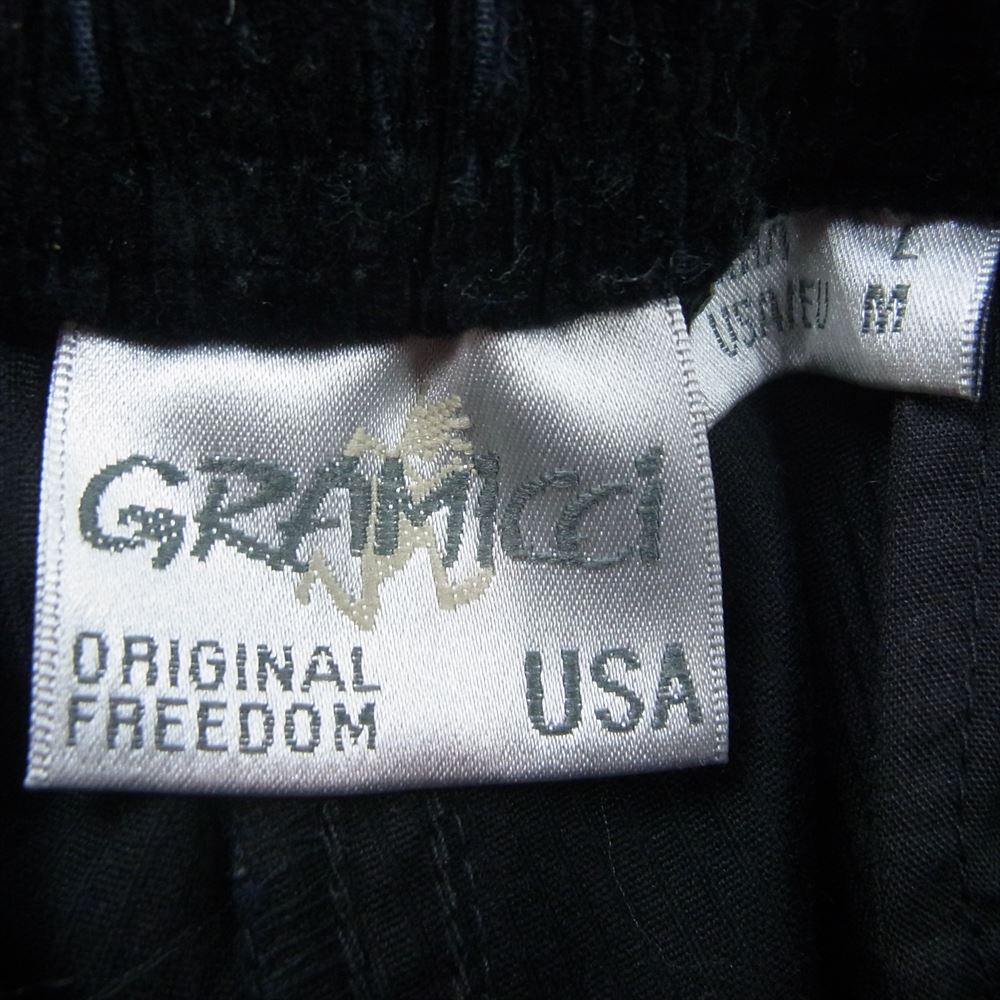 L
USA/EU M
GRAMicci
ORIGINAL
FREEDOM
USA